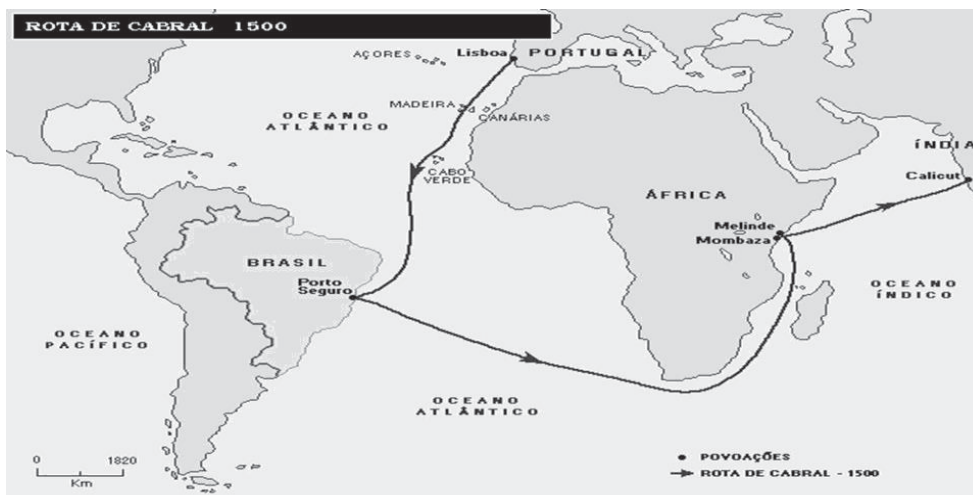 ROTA DE CABRAL 1500
AÇORES
Lisboa
PORTUGAL
OCEANO
ATLÂNTICO
MADEIRA
CANÁRIAS
CABO
VERDE
ÍNDIA
Calicut
ÁFRICA
Melinde
Mombaza
BRASIL
Porto
Seguro
OCEANO
ÍNDICO
OCEANO
PACÍFICO
OCEANO
ATLÂNTICO
0 1820
Km
POVOAÇÕES
ROTA DE CABRAL - 1500